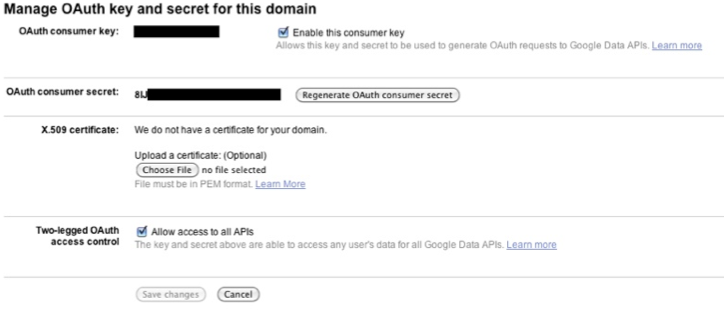 Manage OAuth key and secret for this domain
OAuth consumer key:
Enable this consumer key
Allows this key and secret to be used to generate OAuth requests to Google Data APIs. Learn more
OAuth consumer secret: 8IJ Regenerate OAuth consumer secret
X.509 certificate: We do not have a certificate for your domain.
Upload a certificate: (Optional)
Choose File no file selected
File must be in PEM format. Learn More
Two-legged OAuth access control
Allow access to all APIs
The key and secret above are able to access any user's data for all Google Data APIs. Learn more
Save changes Cancel